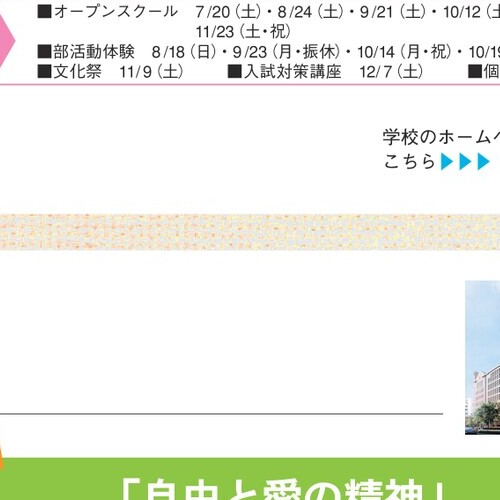 ■オープンスクール 7/20(土)・8/24(土)・9/21(土)・10/12(土
11/23(土・祝)
■部活動体験 8/18(日)・9/23(月・振休)・10/14(月・祝)・10/19
■文化祭 11/9(土) ■入試対策講座 12/7(土) ■個
学校のホーム
こちら▶▶▶
「自由と愛の精神」